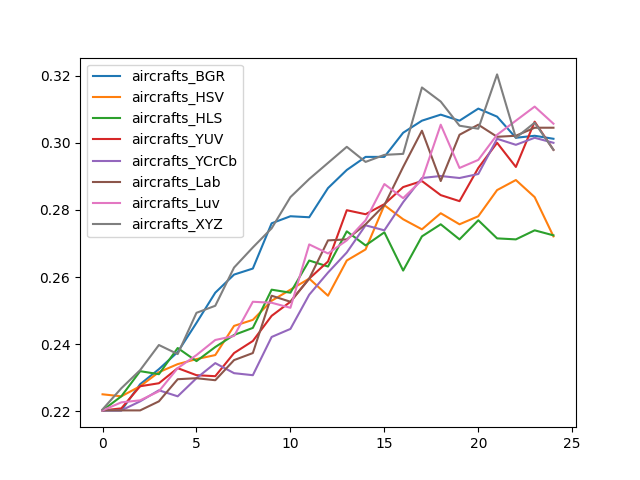 aircrafts_BGR
aircrafts_HSV
aircrafts_HLS
aircrafts_YUV
aircrafts_YCrCb
aircrafts_Lab
aircrafts_Luv
aircrafts_XYZ
0.32
0.30
0.28
0.26
0.24
0.22
0 5 10 15 20 25